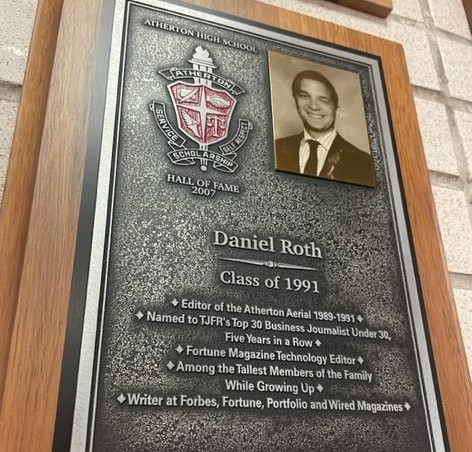 ATHERTON HIGH SCHOOL
ATHERTON
SERVICE
SELF RESPECT
SCHOLARSHIP
HALL OF FAME
2007
Daniel Roth
Class of 1991
◆ Editor of the Atherton Aerial 1989-1991 ◆
◆ Named to TJFR's Top 30 Business Journalist Under 30,
Five Years in a Row ◆
◆ Fortune Magazine Technology Editor ◆
◆ Among the Tallest Members of the Family
While Growing Up ◆
◆ Writer at Forbes, Fortune, Portfolio and Wired Magazines ◆